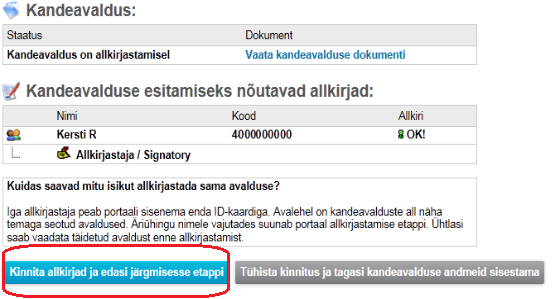 Kandeavaldus:
Staatus Dokument
Kandeavaldus on allkirjastamisel Vaata kandeavalduse dokumenti
Kandeavalduse esitamiseks nõutavad allkirjad:
Nimi Kood Allkiri
Kersti R 4000000000 OK!
Allkirjastaja / Signatory
Kuidas saavad mitu isikut allkirjastada sama avalduse?
Iga allkirjastaja peab portaali sisenema enda ID-kaardiga. Avalehel on kandeavalduste all näha
temaga seotud avaldused. Äriühingu nimele vajutades suunab portaal allkirjastamise etappi. Ühtlasi
saab vaadata täidetud avaldust enne allkirjastamist.
Kinnita allkirjad ja edasi järgmisesse etappi Tühista kinnitus ja tagasi kandeavalduse andmeid sisestama